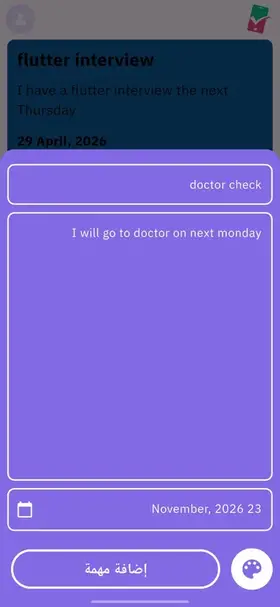 flutter interview
I have a flutter interview the next
Thursday
29 April, 2026
doctor check
I will go to doctor on next monday
November, 2026 23
إضافة مهمة